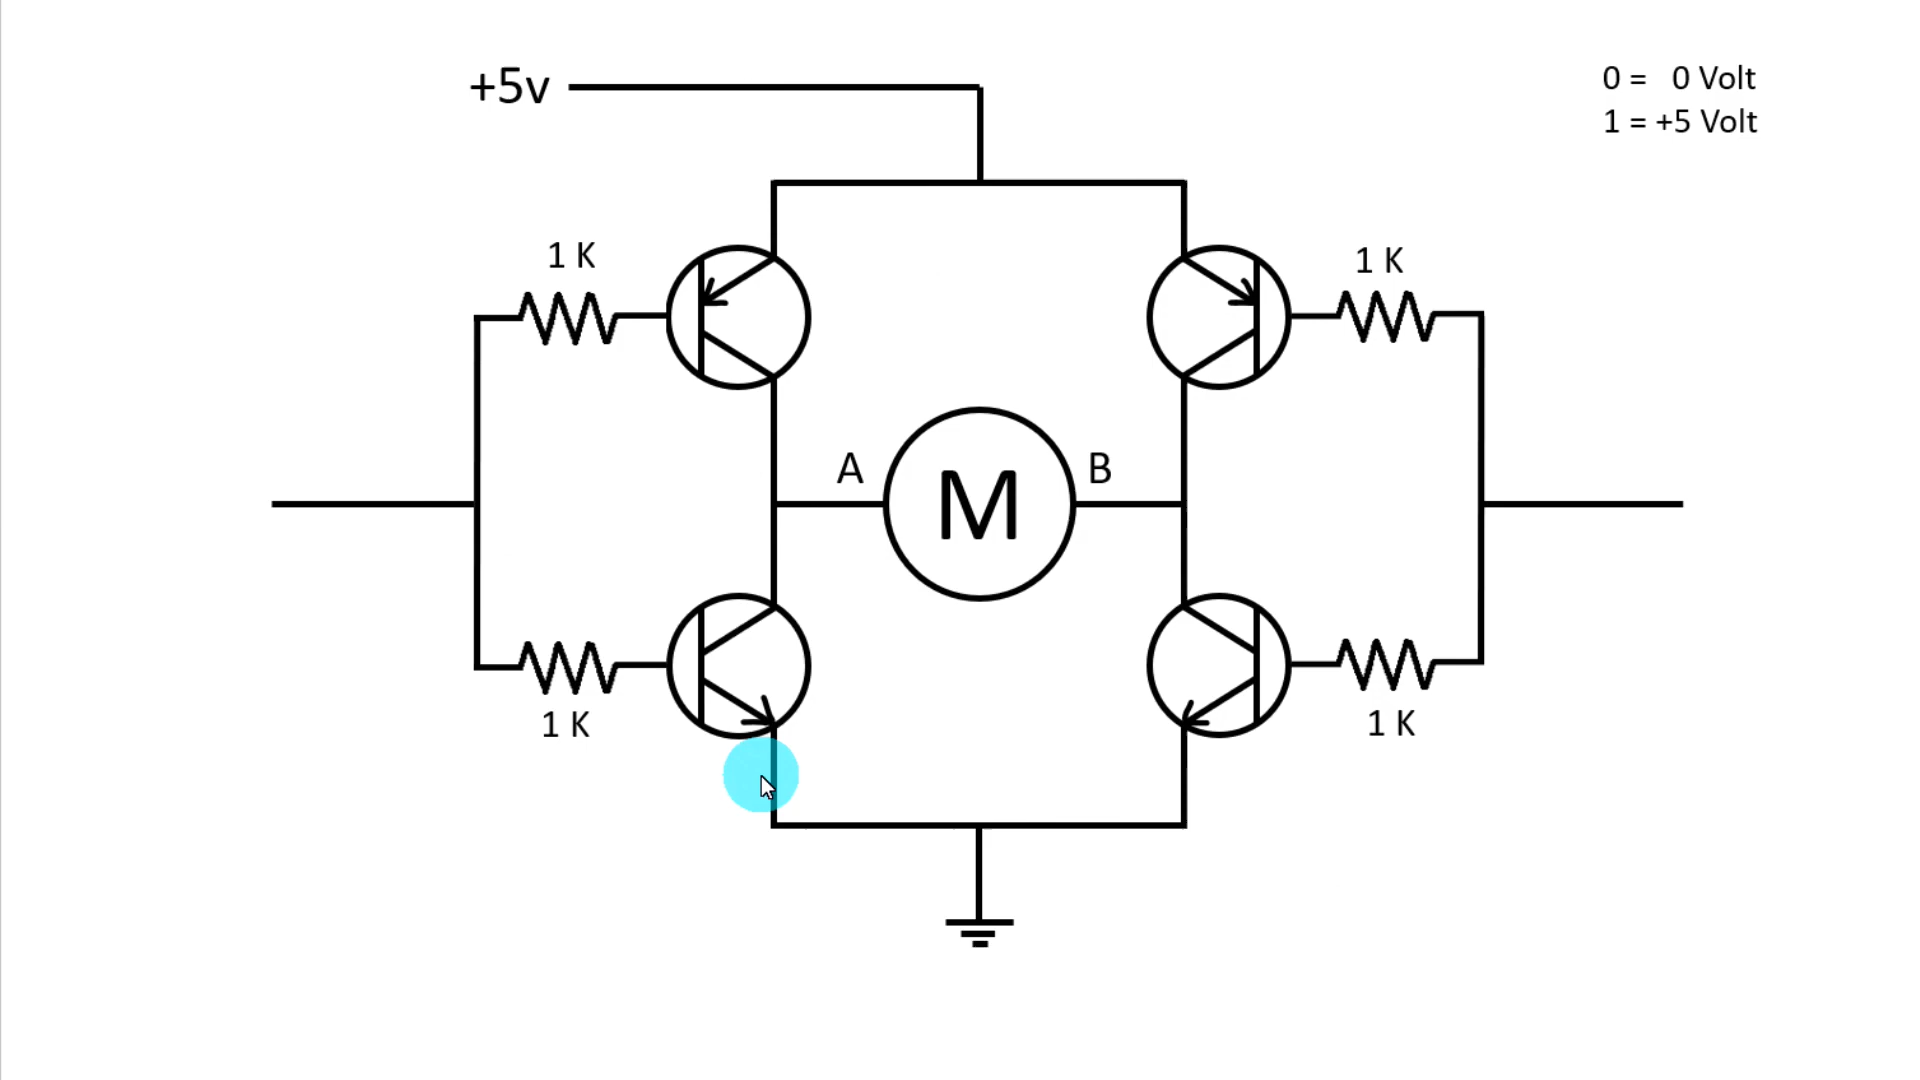 +5v
0 = 0 Volt
1 = +5 Volt
1 K
1 K
A
M
B
1 K
1 K